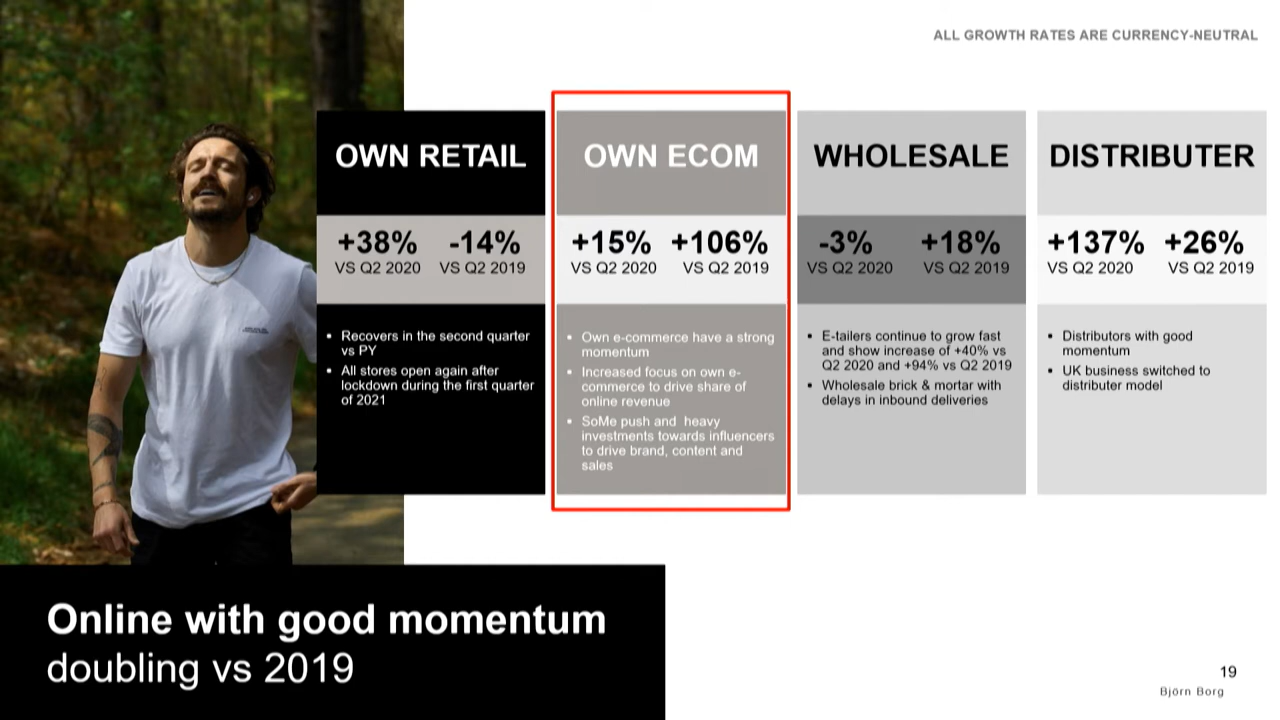 ALL GROWTH RATES ARE CURRENCY-NEUTRAL
OWN RETAIL
+38% -14%
VS Q2 2020 VS Q2 2019
• Recovers in the second quarter
vs PY
• All stores open again after
lockdown during the first quarter
of 2021
OWN ECOM
+15% +106%
VS Q2 2020 VS Q2 2019
• Own e-commerce have a strong
momentum
• Increased focus on own e-
commerce to drive share of
online revenue
• SoMe push and heavy
investments towards influencers
to drive brand, content and
sales
WHOLESALE
-3% +18%
VS Q2 2020 VS Q2 2019
• E-tailers continue to grow fast
and show increase of +40% vs
Q2 2020 and +94% vs Q2 2019
• Wholesale brick & mortar with
delays in inbound deliveries
DISTRIBUTER
+137% +26%
VS Q2 2020 VS Q2 2019
• Distributors with good
momentum
• UK business switched to
distributer model
Online with good momentum
doubling vs 2019
19
Björn Borg